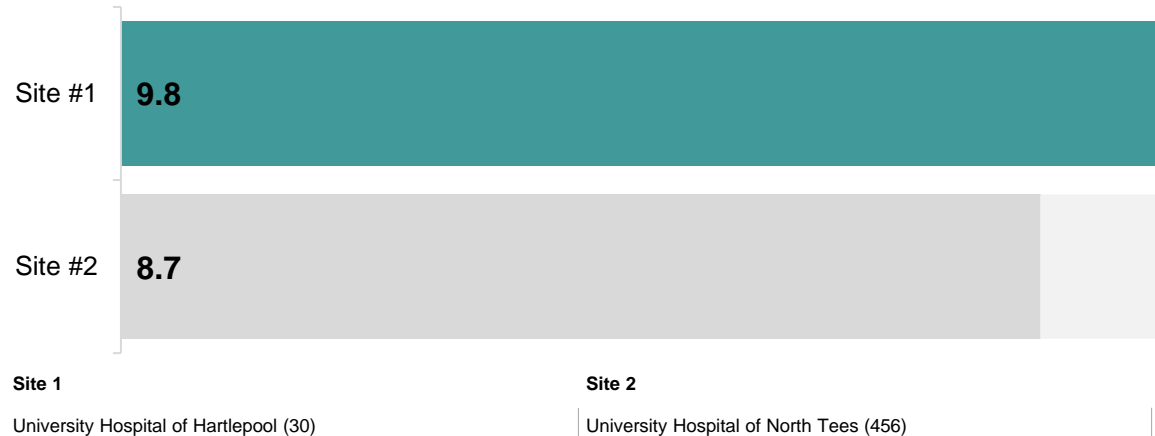 Site #1 9.8
Site #2 8.7
Site 1 Site 2
University Hospital of Hartlepool (30) University Hospital of North Tees (456)